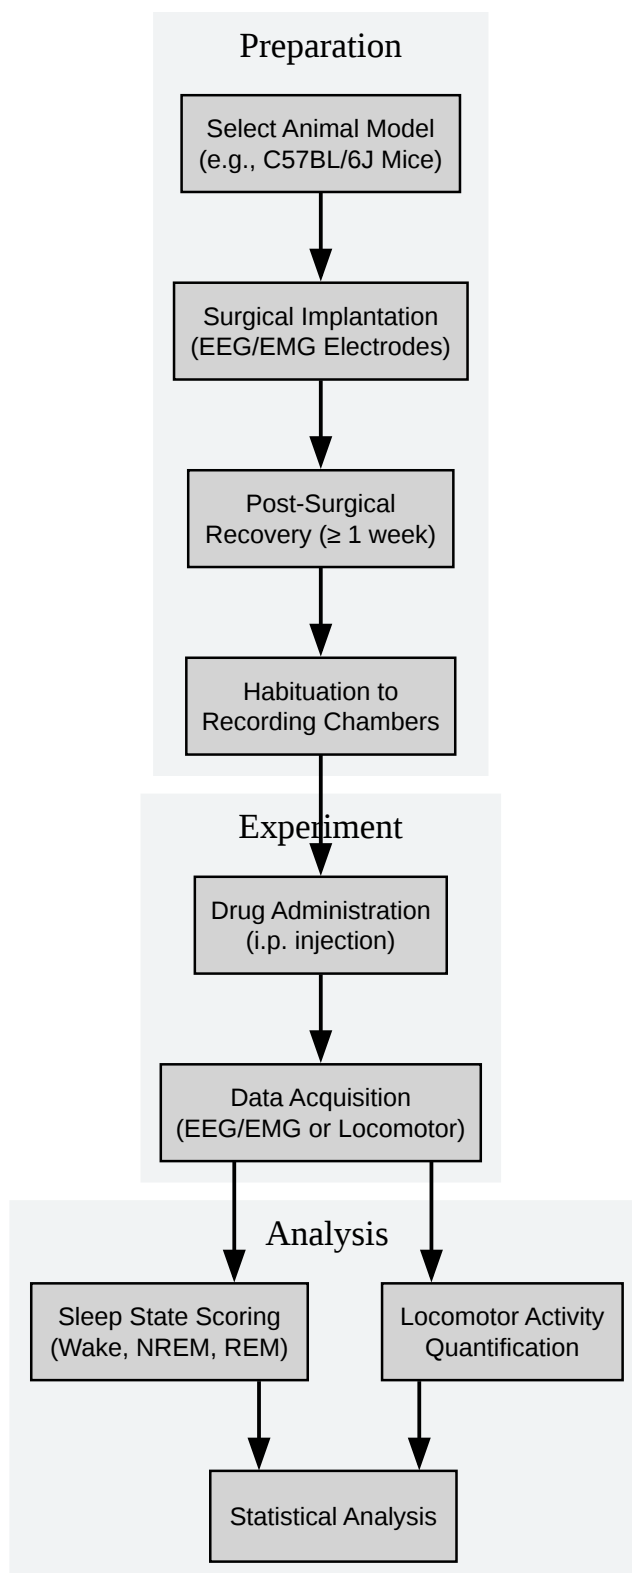 Preparation
Select Animal Model
(e.g., C57BL/6J Mice)
Surgical Implantation
(EEG/EMG Electrodes)
Post-Surgical
Recovery (≥ 1 week)
Habituation to
Recording Chambers
Experiment
Drug Administration
(i.p. injection)
Data Acquisition
(EEG/EMG or Locomotor)
Analysis
Sleep State Scoring
(Wake, NREM, REM)
Locomotor Activity
Quantification
Statistical Analysis